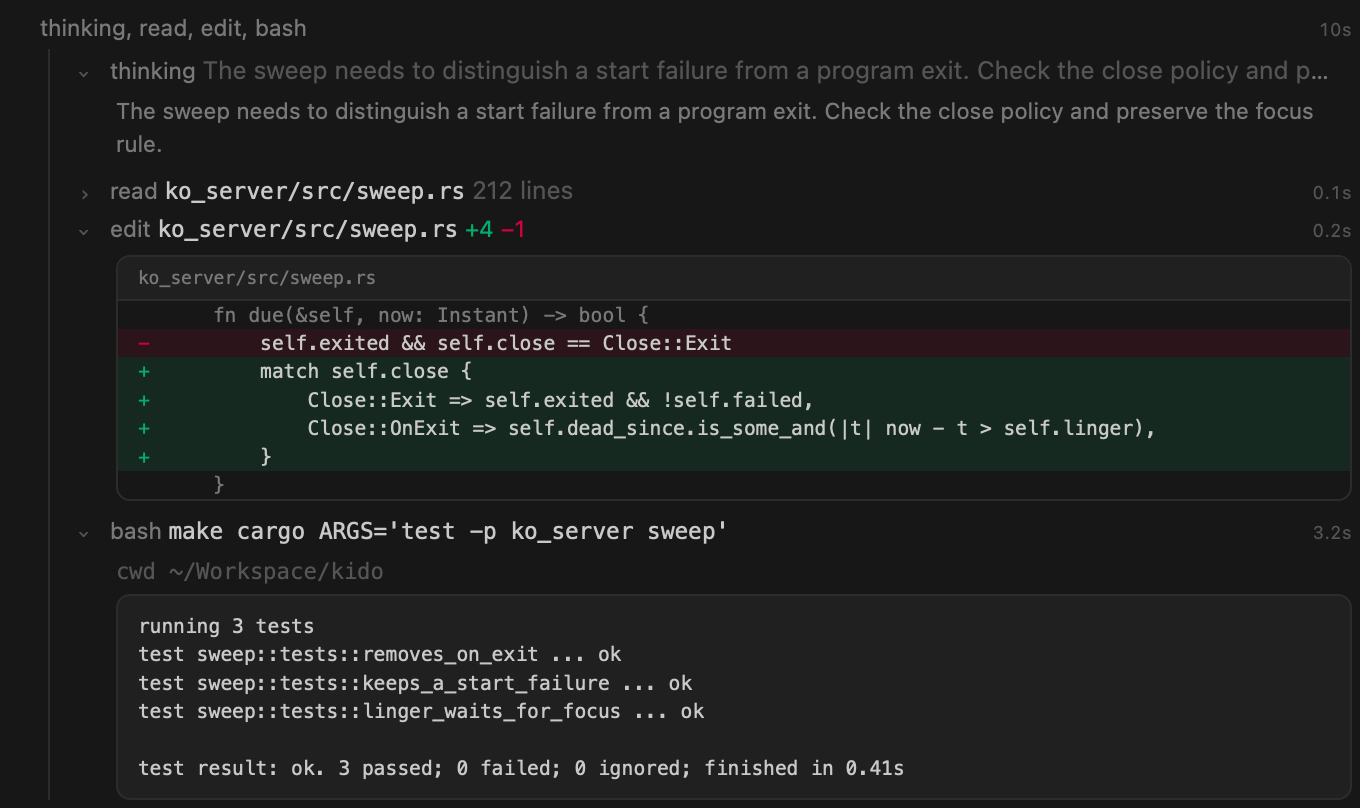 thinking, read, edit, bash 10s
thinking The sweep needs to distinguish a start failure from a program exit. Check the close policy and p...
The sweep needs to distinguish a start failure from a program exit. Check the close policy and preserve the focus
rule.
read ko_server/src/sweep.rs 212 lines 0.1s
edit ko_server/src/sweep.rs +4 −1 0.2s
ko_server/src/sweep.rs
fn due(&self, now: Instant) -> bool {
−         self.exited && self.close == Close::Exit
+         match self.close {
+             Close::Exit => self.exited && !self.failed,
+             Close::OnExit => self.dead_since.is_some_and(|t| now - t > self.linger),
+         }
}
bash make cargo ARGS='test -p ko_server sweep' 3.2s
cwd ~/Workspace/kido
running 3 tests
test sweep::tests::removes_on_exit ... ok
test sweep::tests::keeps_a_start_failure ... ok
test sweep::tests::linger_waits_for_focus ... ok
test result: ok. 3 passed; 0 failed; 0 ignored; finished in 0.41s